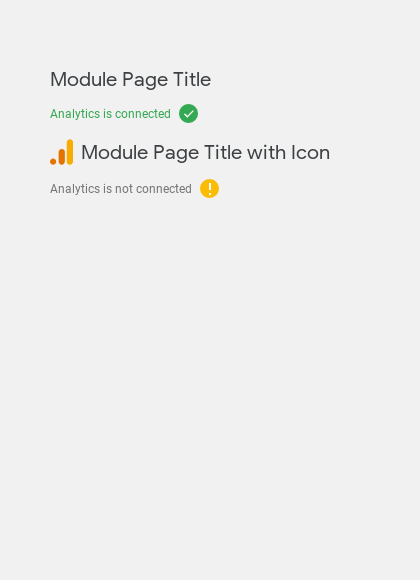 Module Page Title
Analytics is connected
Module Page Title with Icon
Analytics is not connected